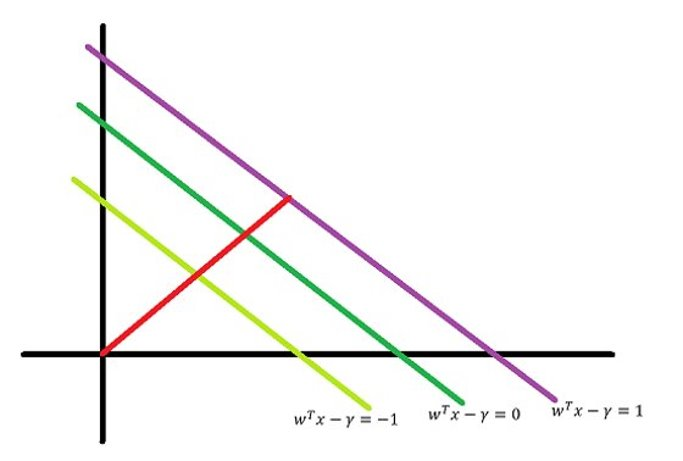 wᵀx − γ = −1
wᵀx − γ = 0
wᵀx − γ = 1